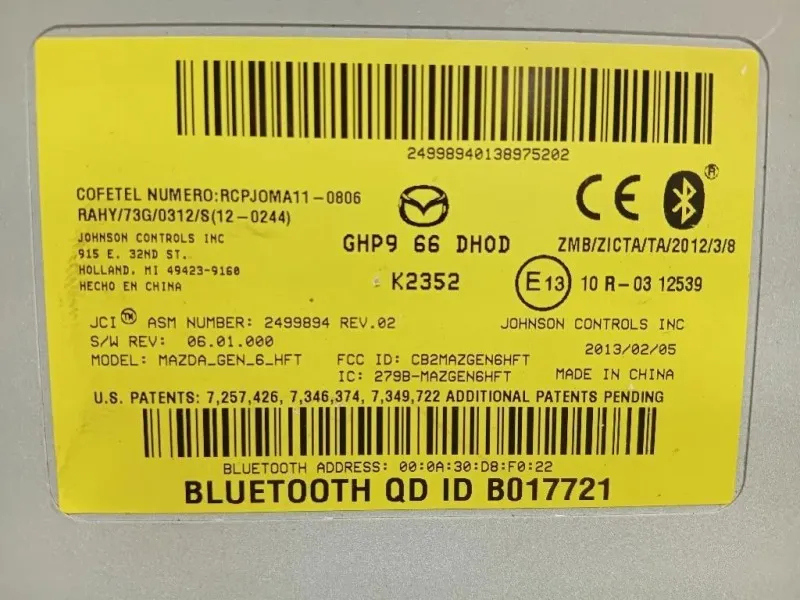 24998940138975202
COFETEL NUMERO:RCPJOMA11-0806
RAHY/73G/0312/S(12-0244)
JOHNSON CONTROLS INC
915 E. 32ND ST.
HOLLAND, MI 49423-9160
HECHO EN CHINA
GHP9 66 DHOD
K2352
CE
®
ZMB/ZICTA/TA/2012/3/8
E13 10 R-03 12539
JCI™ ASM NUMBER: 2499894 REV.02
S/W REV: 06.01.000
MODEL: MAZDA_GEN_6_HFT
FCC ID: CB2MAZGEN6HFT
IC: 279B-MAZGEN6HFT
JOHNSON CONTROLS INC
2013/02/05
MADE IN CHINA
U.S. PATENTS: 7,257,426, 7,346,374, 7,349,722 ADDITIONAL PATENTS PENDING
BLUETOOTH ADDRESS: 00:0A:30:D8:F0:22
BLUETOOTH QD ID B017721